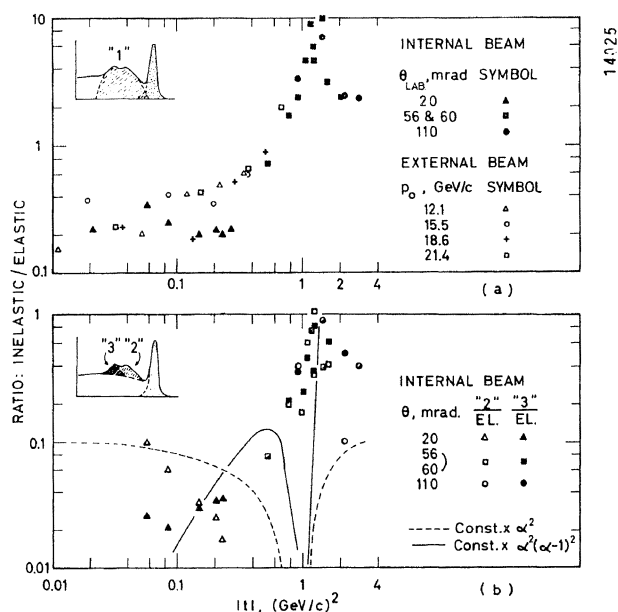 14025
RATIO: INELASTIC/ELASTIC
10
1
0.1
"1"
INTERNAL BEAM
θLAB, mrad SYMBOL
20 ▲
56 & 60 ■
110 ●
EXTERNAL BEAM
p₀, GeV/c SYMBOL
12.1 △
15.5 ○
18.6 +
21.4 □
0.1 1 2 4
(a)
1
0.1
0.01
"3" "2"
INTERNAL BEAM
θ, mrad. "2"/EL. "3"/EL.
20 △ ▲
56
60) □ ■
110 ○ ●
---- Const. x α²
—— Const. x α²(α-1)²
0.01 0.1 1 2 4
|t|, (GeV/c)²
(b)